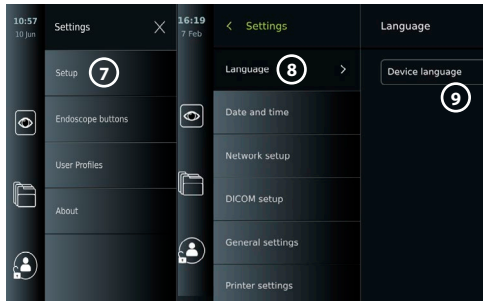 10:57
10 Jun
Settings
Setup 7
Endoscope buttons
User Profiles
About
16:19
7 Feb
Settings
Language 8
Date and time
Network setup
DICOM setup
General settings
Printer settings
Language
Device language
9